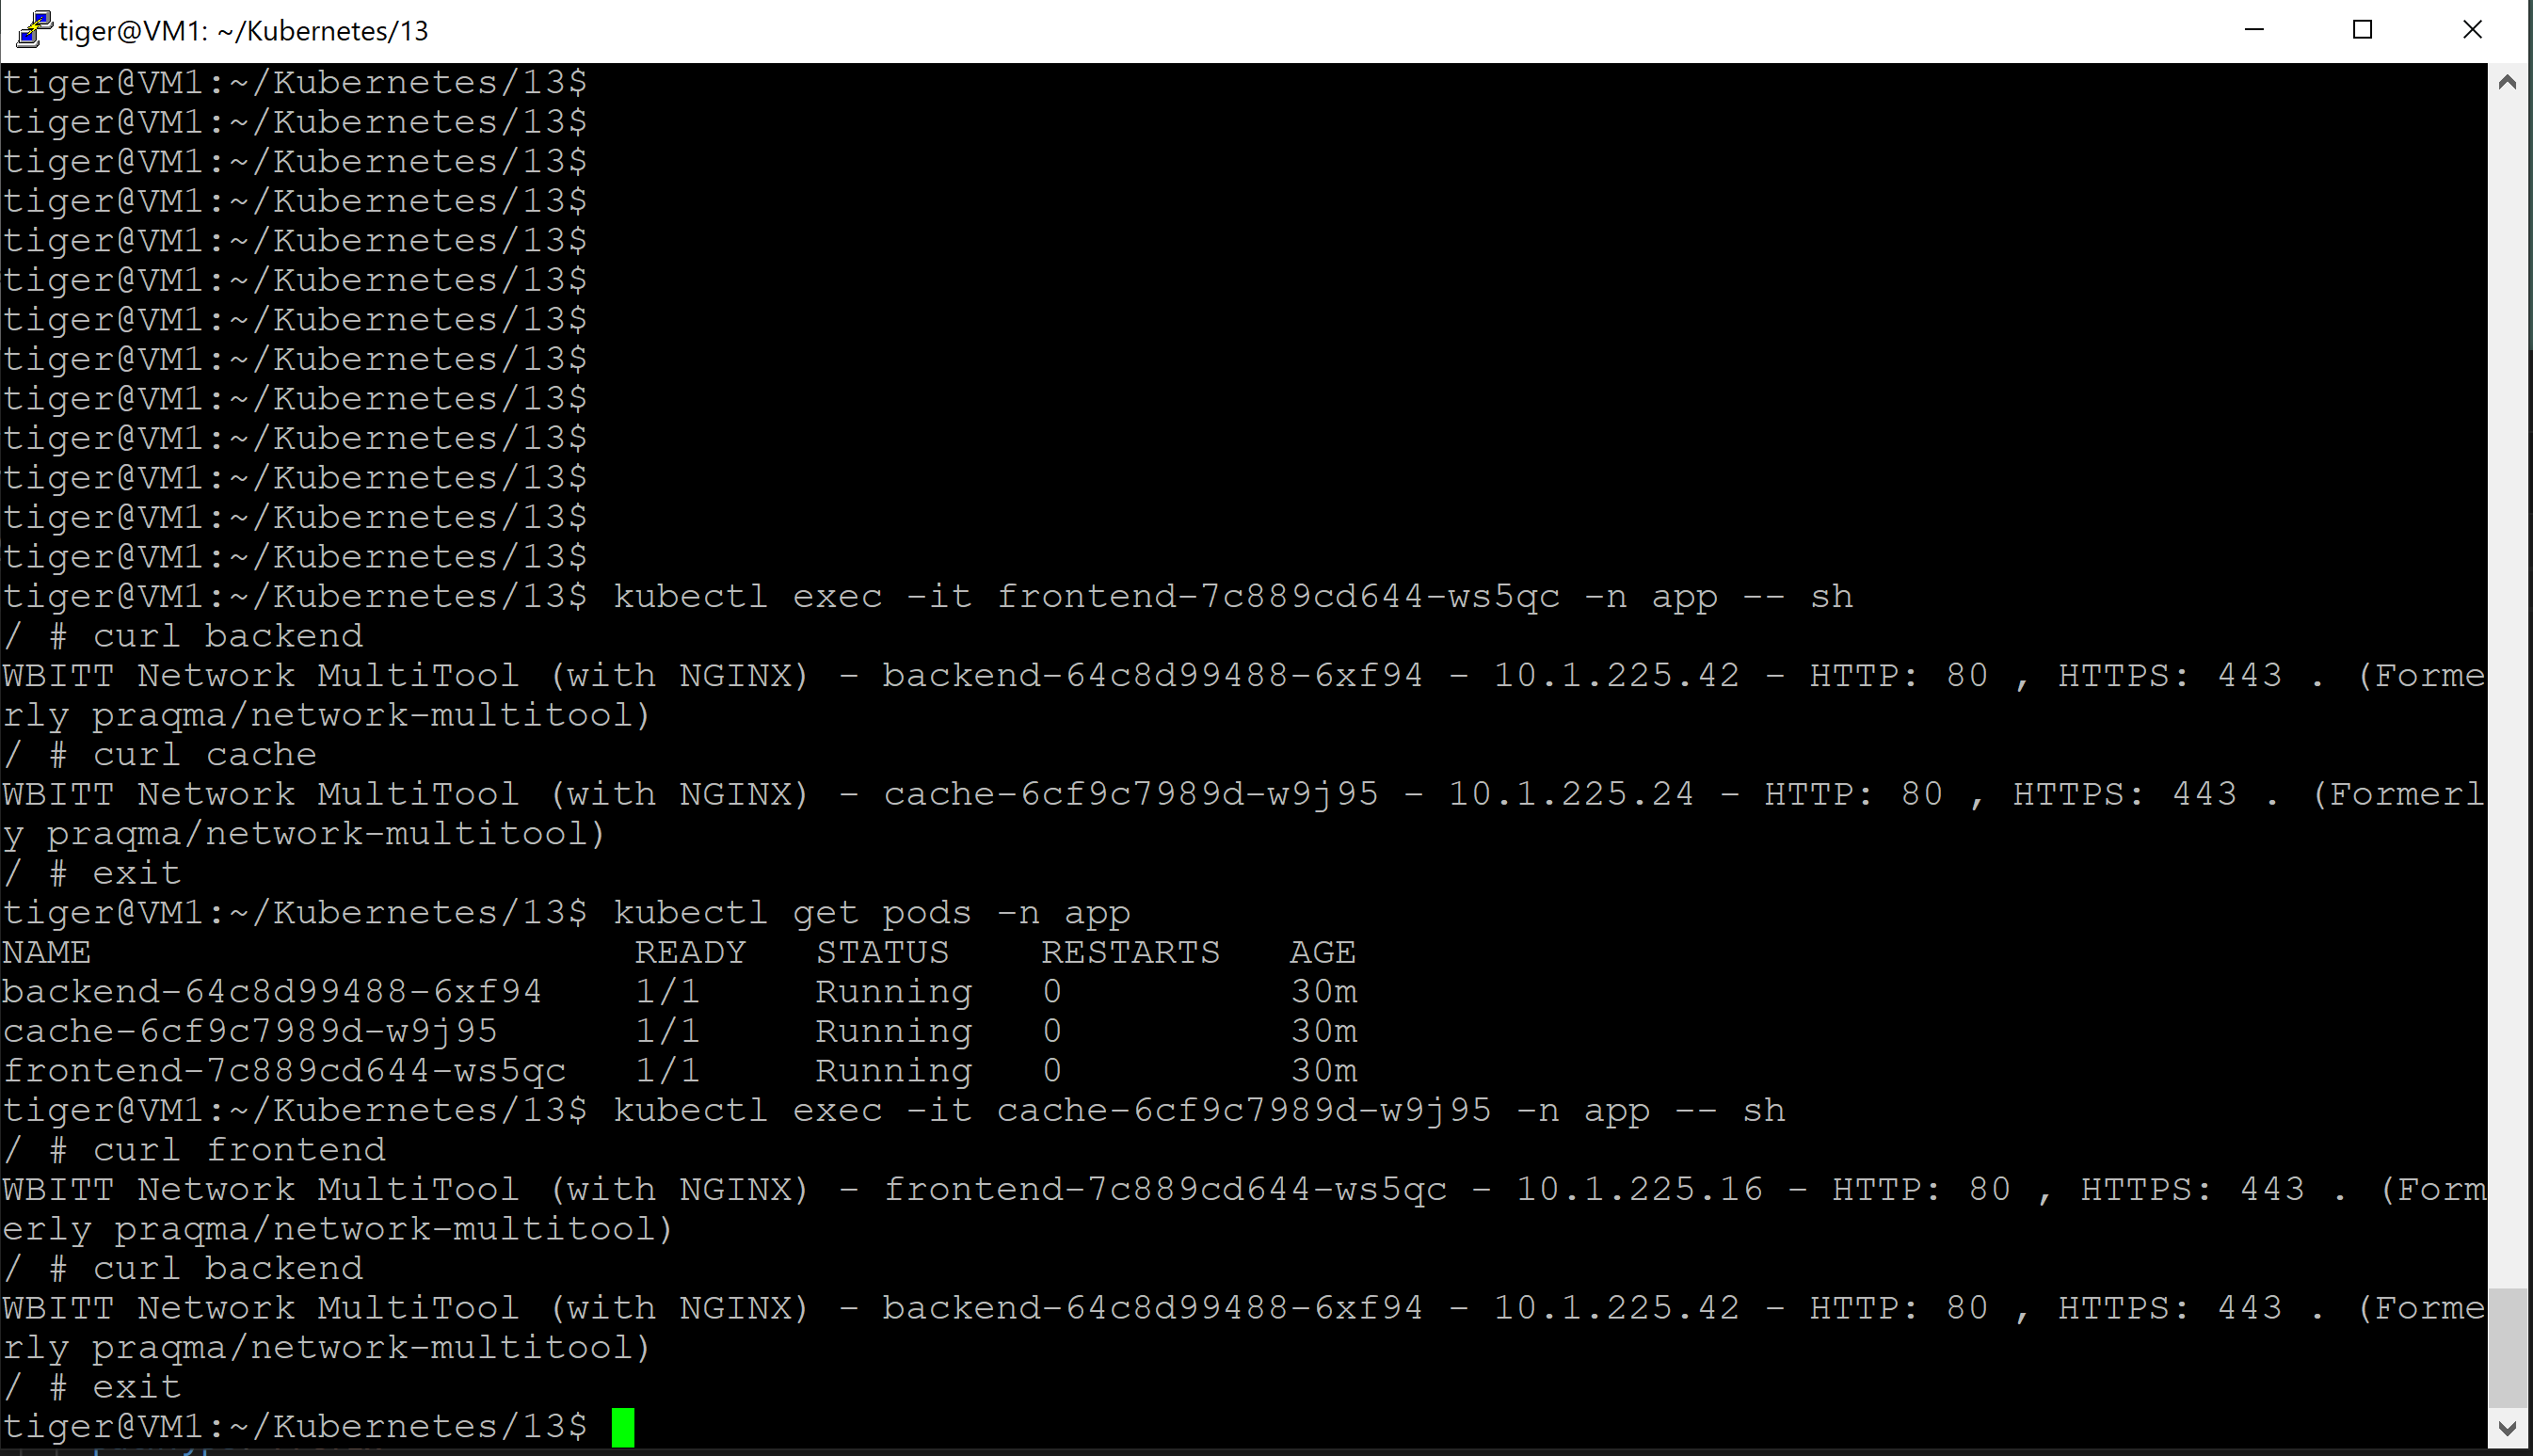 tiger@VM1: ~/Kubernetes/13
tiger@VM1:~/Kubernetes/13$
tiger@VM1:~/Kubernetes/13$
tiger@VM1:~/Kubernetes/13$
tiger@VM1:~/Kubernetes/13$
tiger@VM1:~/Kubernetes/13$
tiger@VM1:~/Kubernetes/13$
tiger@VM1:~/Kubernetes/13$
tiger@VM1:~/Kubernetes/13$
tiger@VM1:~/Kubernetes/13$
tiger@VM1:~/Kubernetes/13$
tiger@VM1:~/Kubernetes/13$
tiger@VM1:~/Kubernetes/13$
tiger@VM1:~/Kubernetes/13$
tiger@VM1:~/Kubernetes/13$ kubectl exec -it frontend-7c889cd644-ws5qc -n app -- sh
/ # curl backend
WBITT Network MultiTool (with NGINX) - backend-64c8d99488-6xf94 - 10.1.225.42 - HTTP: 80 , HTTPS: 443 . (Forme
rly praqma/network-multitool)
/ # curl cache
WBITT Network MultiTool (with NGINX) - cache-6cf9c7989d-w9j95 - 10.1.225.24 - HTTP: 80 , HTTPS: 443 . (Formerl
y praqma/network-multitool)
/ # exit
tiger@VM1:~/Kubernetes/13$ kubectl get pods -n app
NAME READY STATUS RESTARTS AGE
backend-64c8d99488-6xf94 1/1 Running 0 30m
cache-6cf9c7989d-w9j95 1/1 Running 0 30m
frontend-7c889cd644-ws5qc 1/1 Running 0 30m
tiger@VM1:~/Kubernetes/13$ kubectl exec -it cache-6cf9c7989d-w9j95 -n app -- sh
/ # curl frontend
WBITT Network MultiTool (with NGINX) - frontend-7c889cd644-ws5qc - 10.1.225.16 - HTTP: 80 , HTTPS: 443 . (Form
erly praqma/network-multitool)
/ # curl backend
WBITT Network MultiTool (with NGINX) - backend-64c8d99488-6xf94 - 10.1.225.42 - HTTP: 80 , HTTPS: 443 . (Forme
rly praqma/network-multitool)
/ # exit
tiger@VM1:~/Kubernetes/13$